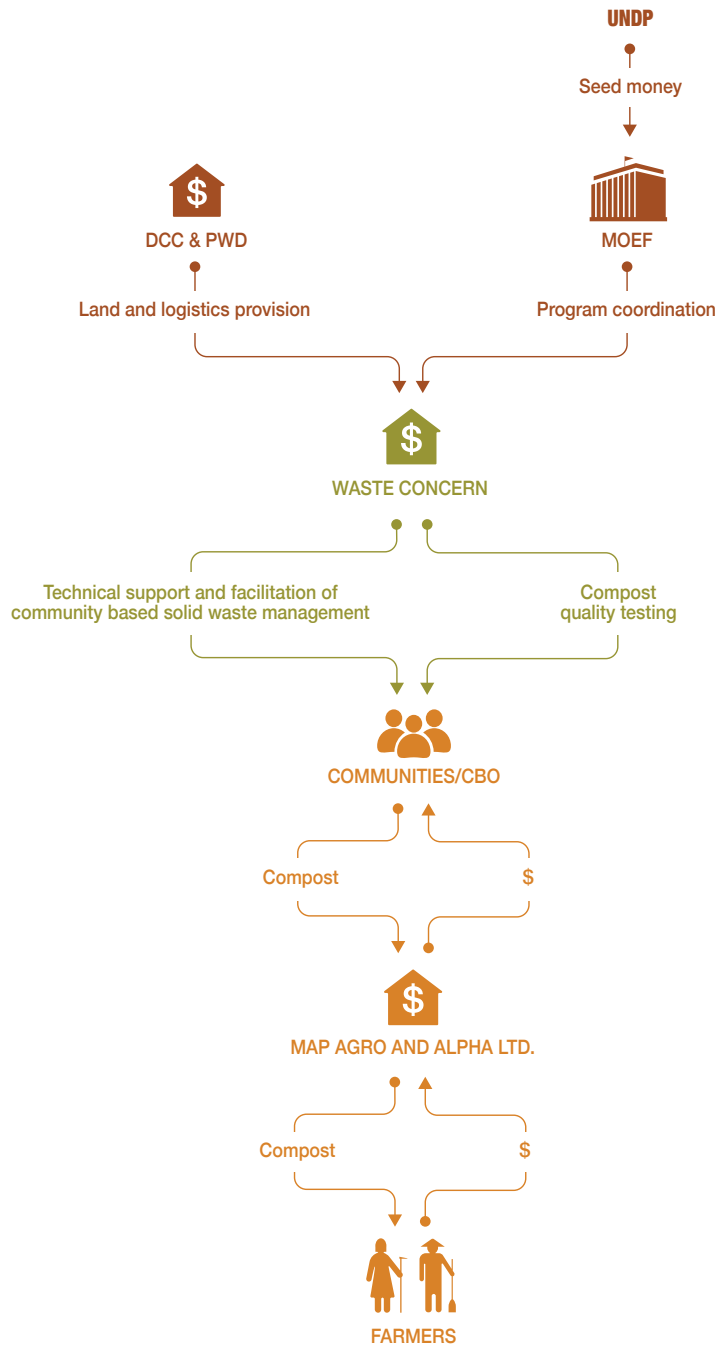 UNDP
Seed money
$
DCC & PWD
MOEF
Land and logistics provision
Program coordination
$
WASTE CONCERN
Technical support and facilitation of
community based solid waste management
Compost
quality testing
COMMUNITIES/CBO
Compost
$
$
MAP AGRO AND ALPHA LTD.
Compost
$
FARMERS